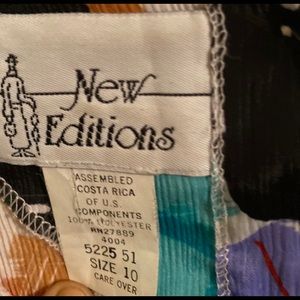 New
Editions
ASSEMBLED
COSTA RICA
OF U.S.
COMPONENTS
100% POLYESTER
RN27889
4004
5225 51
SIZE 10
CARE OVER